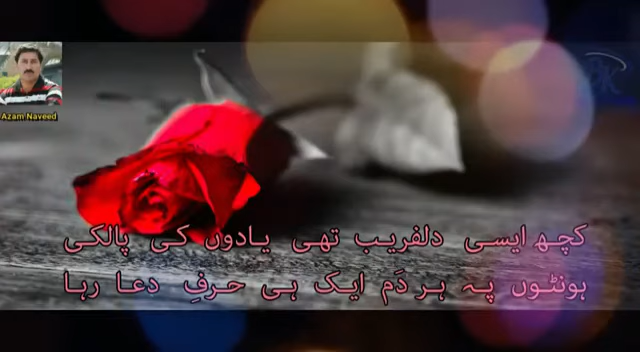 Azam Naveed
کچھ ایسی دلفریب تھی یادوں کی پالکی
ہونٹوں پہ ہر دَم ایک ہی حرفِ دعا رہا